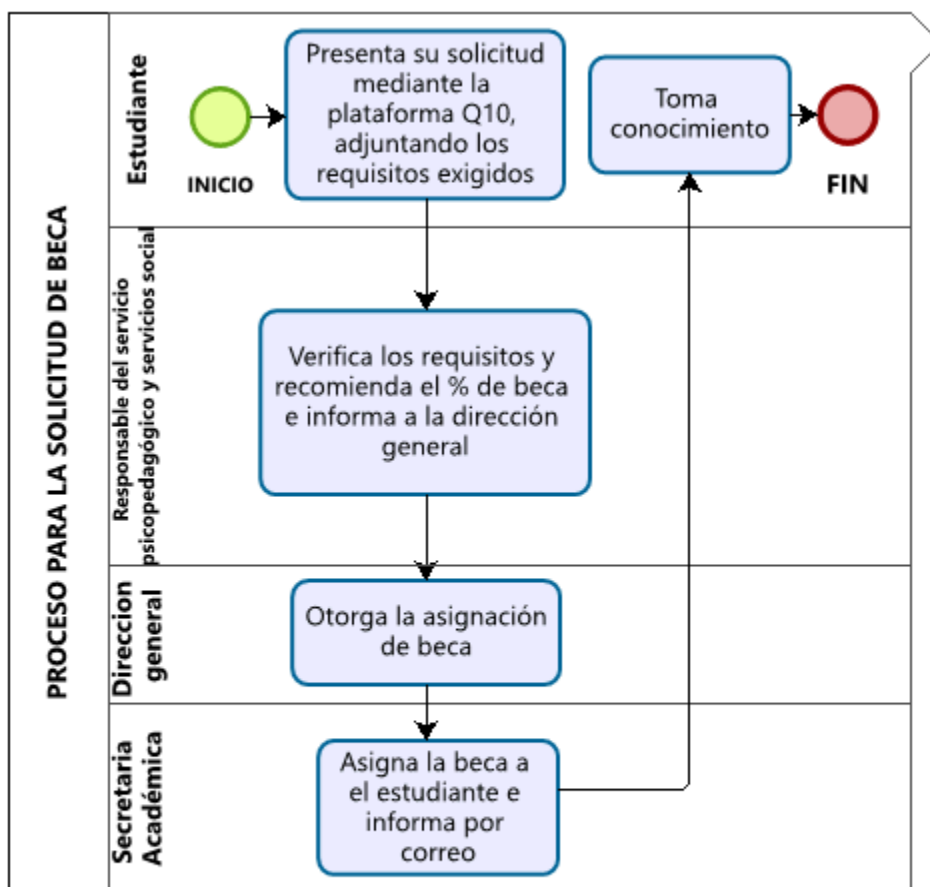 PROCESO PARA LA SOLICITUD DE BECA
Estudiante
INICIO
Presenta su solicitud
mediante la
plataforma Q10,
adjuntando los
requisitos exigidos
Toma
conocimiento
FIN
Responsable del servicio
psicopedagógico y servicios social
Verifica los requisitos y
recomienda el % de beca
e informa a la dirección
general
Direccion
general
Otorga la asignación
de beca
Secretaria
Académica
Asigna la beca a
el estudiante e
informa por
correo